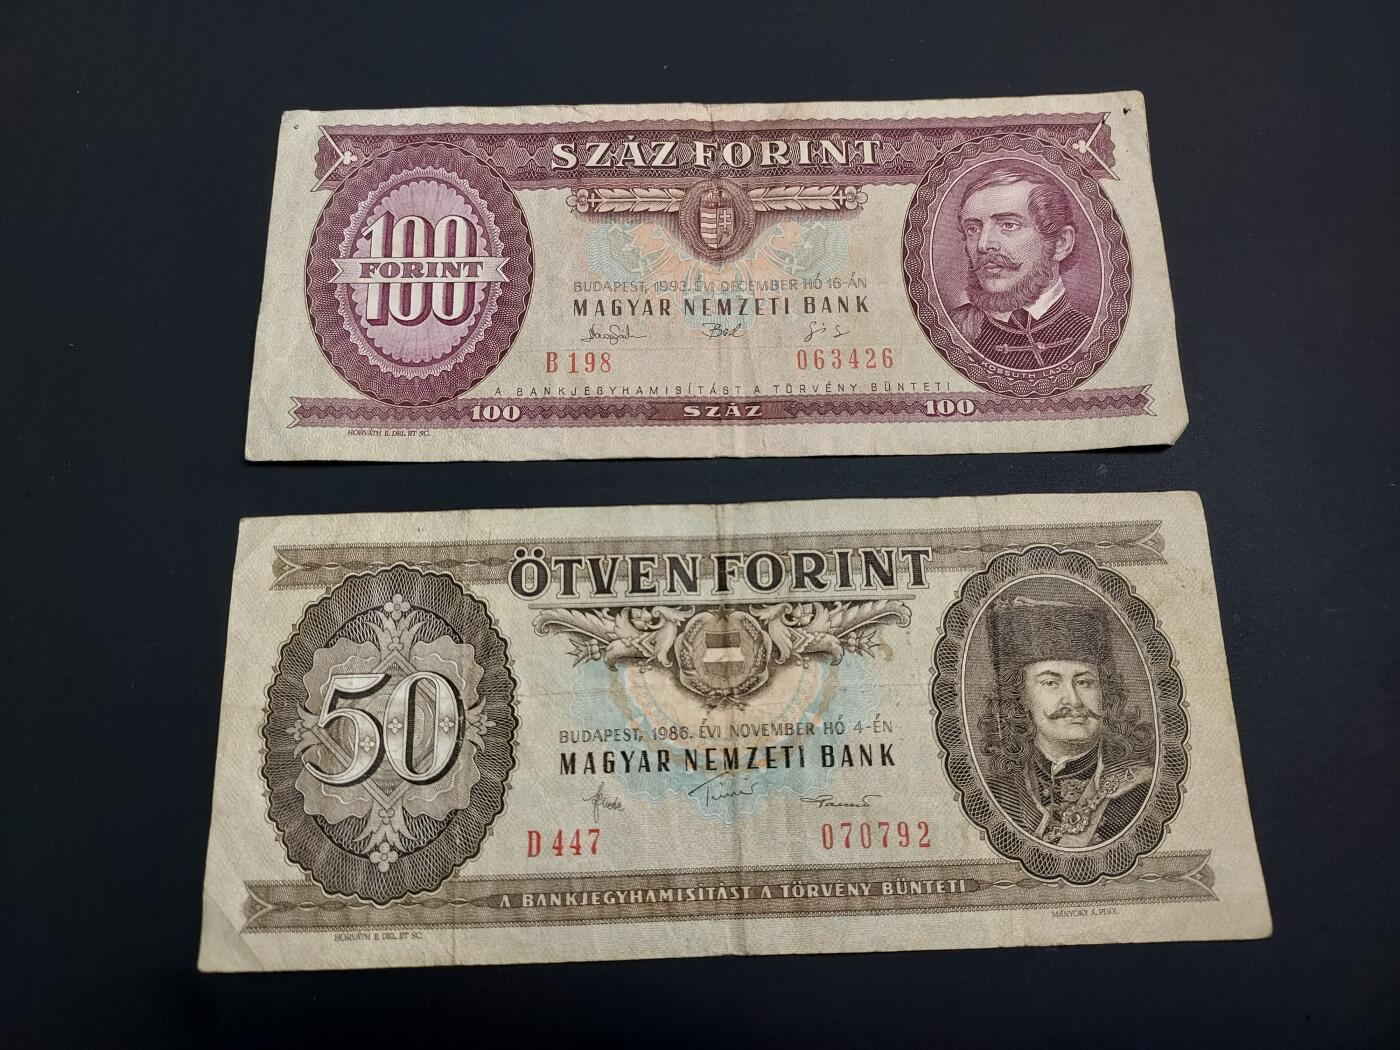 SZÁZ FORINT
100
FORINT
BUDAPEST, 1993. ÉVI DECEMBER HÓ 16-ÁN
MAGYAR NEMZETI BANK
B 198 063426
KOSSUTH LAJOS
A BANKJEGYHAMISÍTÁST A TÖRVÉNY BÜNTETI
100 SZÁZ 100
HORVÁTH E. DEL. ET SC.
ÖTVEN FORINT
50
BUDAPEST, 1986. ÉVI NOVEMBER HÓ 4-ÉN
MAGYAR NEMZETI BANK
D 447 070792
A BANKJEGYHAMISÍTÁST A TÖRVÉNY BÜNTETI
HORVÁTH E. DEL. ET SC.
MÁNYOKY Á. PINX.